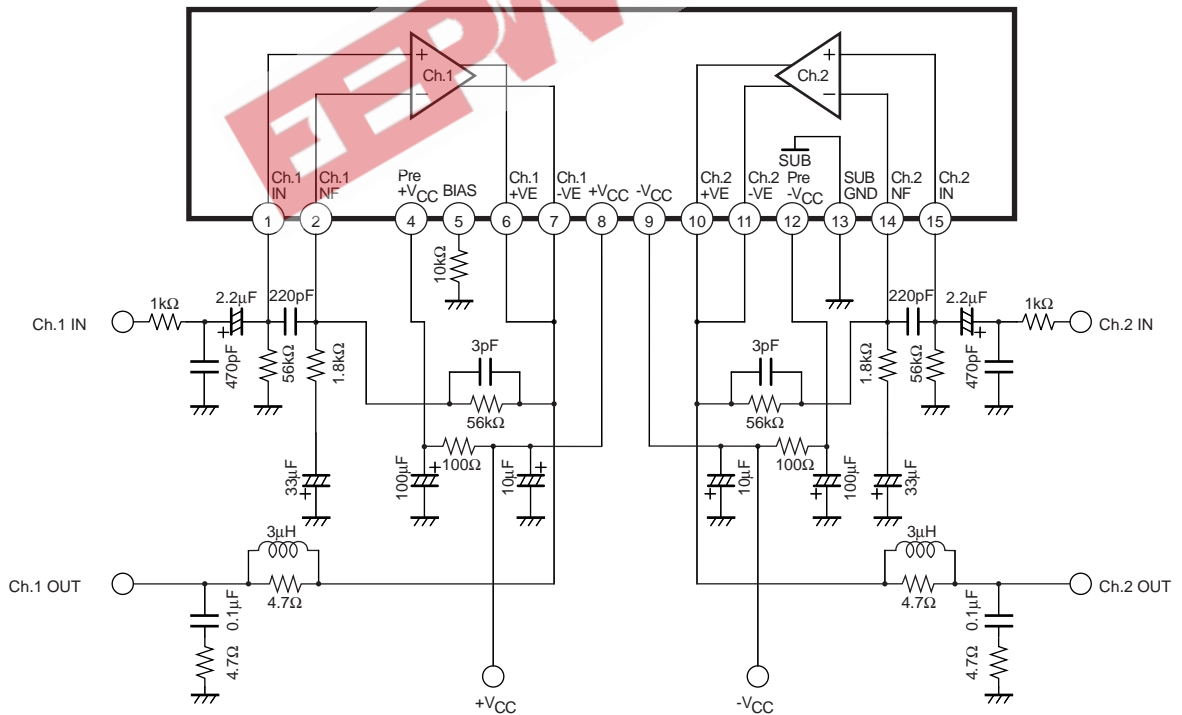 EEPW
Ch.1
Ch.2
+
−
+
−
SUB
Ch.1 IN
Ch.1 NF
Pre +VCC
BIAS
Ch.1 +VE
Ch.1 -VE
+VCC
-VCC
Ch.2 +VE
Ch.2 -VE
Pre -VCC
SUB GND
Ch.2 NF
Ch.2 IN
1 2 4 5 6 7 8 9 10 11 12 13 14 15
10kΩ
Ch.1 IN
1kΩ
2.2µF
+
220pF
470pF
56kΩ
1.8kΩ
3pF
56kΩ
3pF
56kΩ
1.8kΩ
220pF
56kΩ
2.2µF
+
470pF
1kΩ
Ch.2 IN
33µF
+
100µF
+
100Ω
10µF
+
10µF
+
100Ω
100µF
+
33µF
+
Ch.1 OUT
3µH
4.7Ω
0.1µF
4.7Ω
3µH
4.7Ω
0.1µF
4.7Ω
Ch.2 OUT
+VCC
-VCC